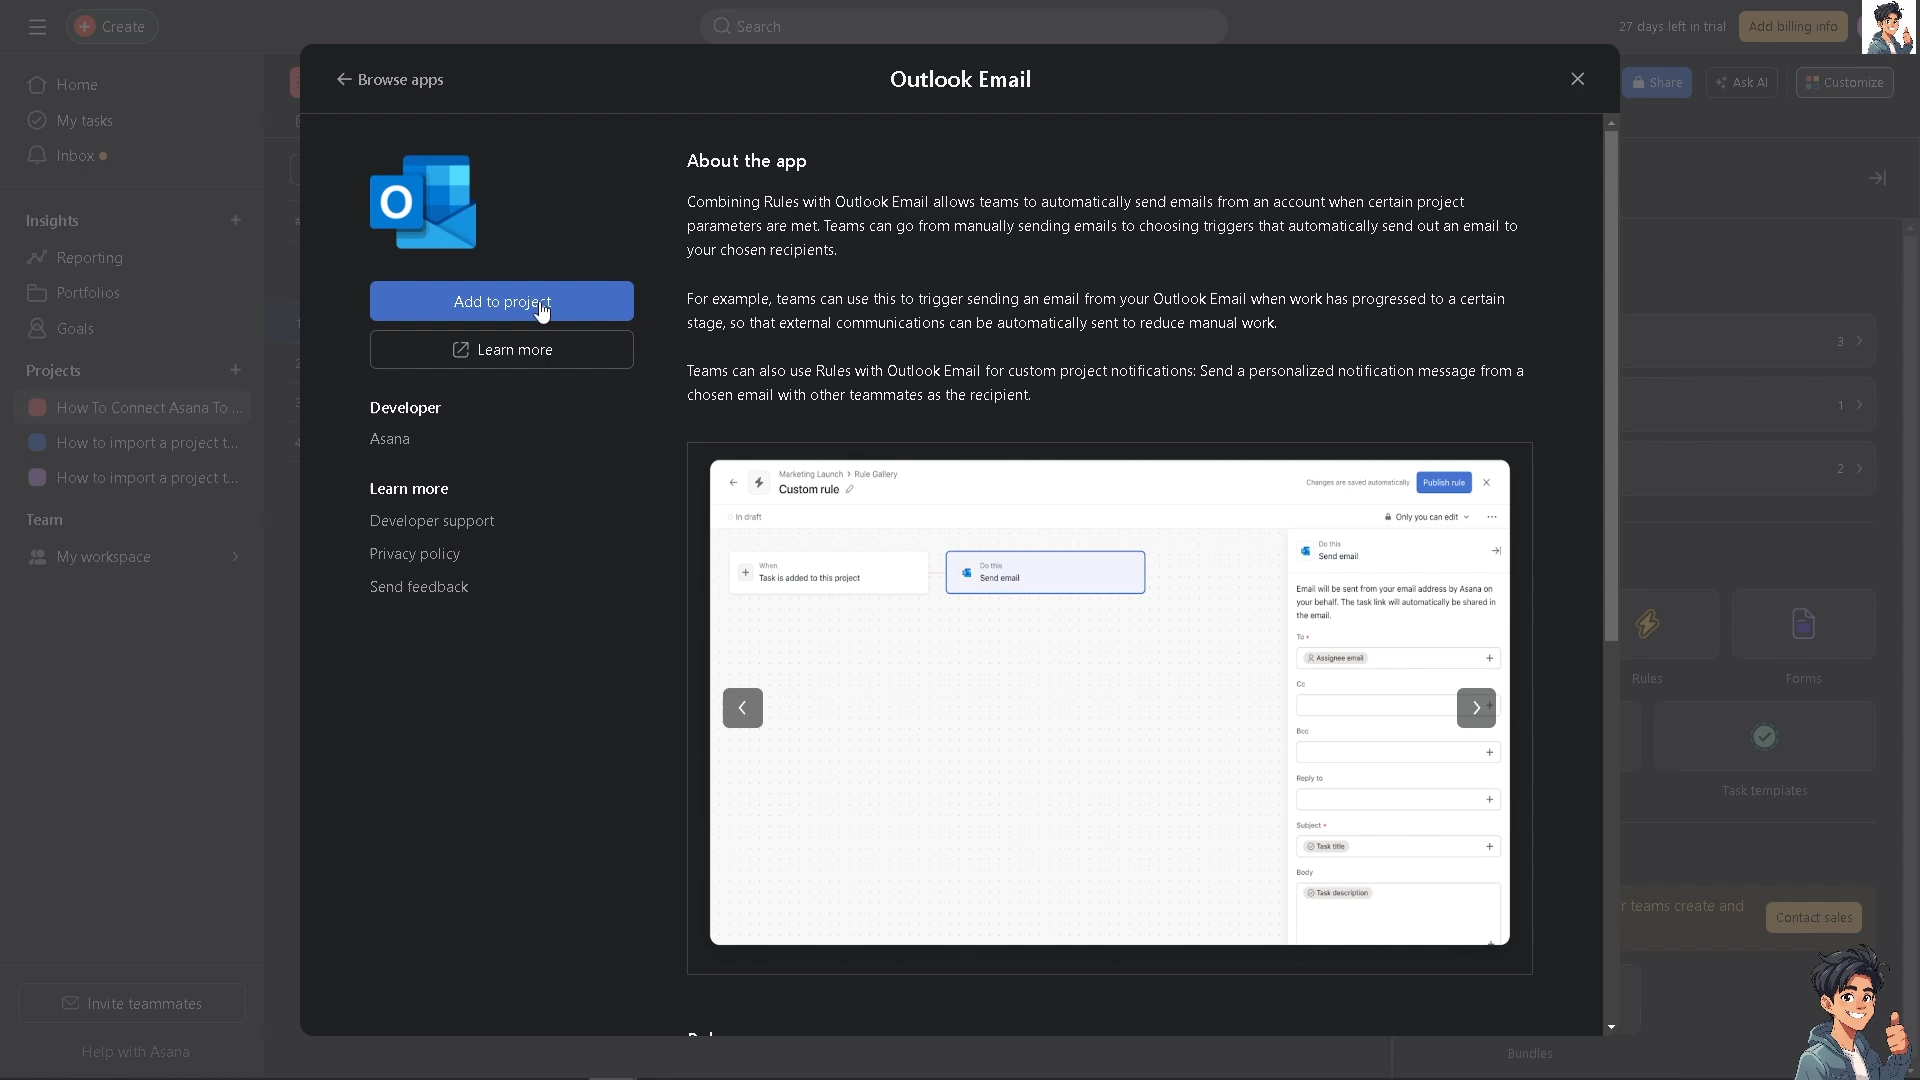 Create
Search
27 days left in trial
Add billing info
Browse apps
Outlook Email
Share
Ask AI
Customize
Home
My tasks
Inbox
Insights
Reporting
Portfolios
Goals
Projects
How To Connect Asana To ...
How to import a project t...
How to import a project t...
Team
My workspace
Invite teammates
Help with Asana
O
Add to project
Learn more
Developer
Asana
Learn more
Developer support
Privacy policy
Send feedback
About the app
Combining Rules with Outlook Email allows teams to automatically send emails from an account when certain project
parameters are met. Teams can go from manually sending emails to choosing triggers that automatically send out an email to
your chosen recipients.
For example, teams can use this to trigger sending an email from your Outlook Email when work has progressed to a certain
stage, so that external communications can be automatically sent to reduce manual work.
Teams can also use Rules with Outlook Email for custom project notifications: Send a personalized notification message from a
chosen email with other teammates as the recipient.
Marketing Launch > Rule Gallery
Custom rule
Changes are saved automatically
Publish rule
In draft
Only you can edit
When
Task is added to this project
Do this
Send email
Do this
Send email
Email will be sent from your email address by Asana on
your behalf. The task link will automatically be shared in
the email.
To *
Assignee email
Cc
Bcc
Reply to
Subject *
Task title
Body
Task description
3
1
2
Rules
Forms
Task templates
r teams create and
Contact sales
Bundles